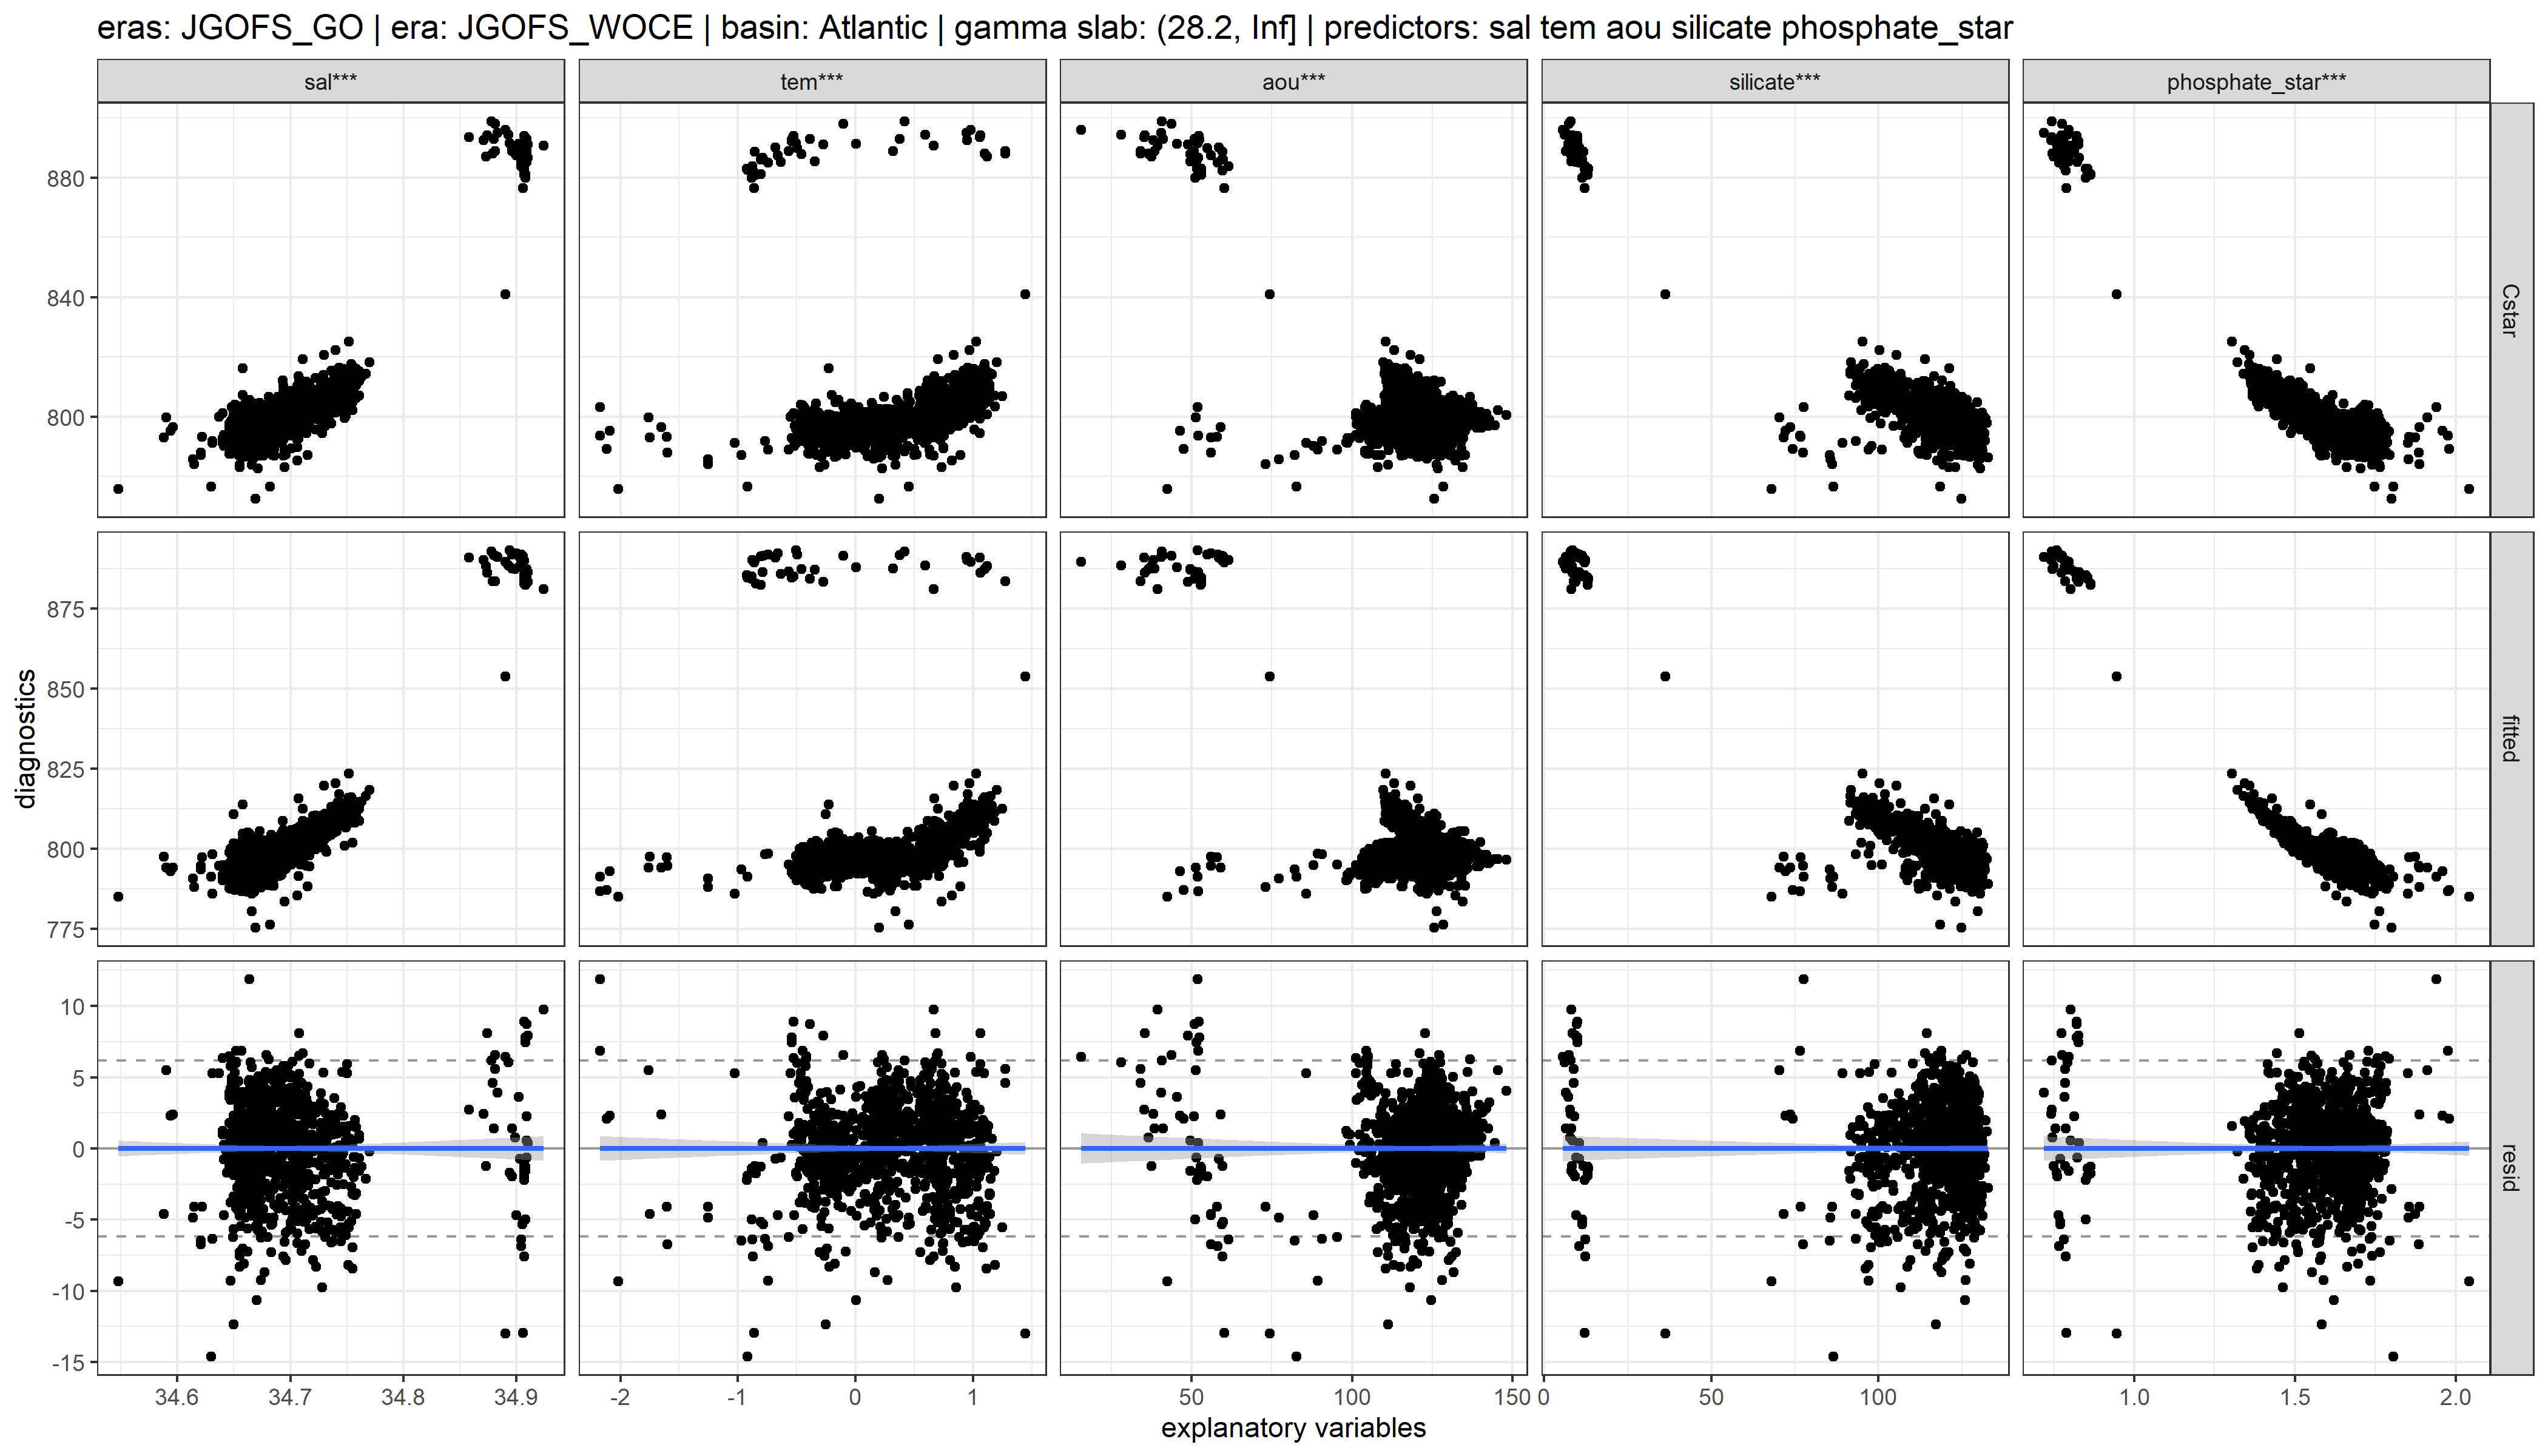 eras: JGOFS_GO | era: JGOFS_WOCE | basin: Atlantic | gamma slab: (28.2, Inf] | predictors: sal tem aou silicate phosphate_star
sal*** tem*** aou*** silicate*** phosphate_star***
880
840
800
Cstar
875
850
825
800
775
fitted
diagnostics
10
5
0
-5
-10
-15
resid
34.6 34.7 34.8 34.9 -2 -1 0 1 50 100 150 0 50 100 1.0 1.5 2.0
explanatory variables